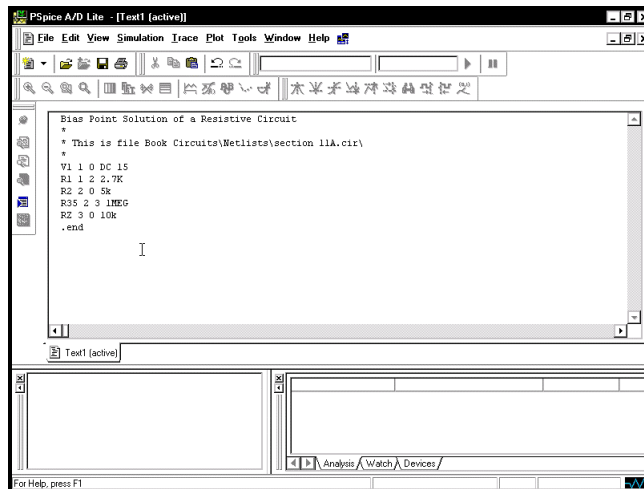 PSpice A/D Lite - [Text1 (active)]
File Edit View Simulation Trace Plot Tools Window Help
Bias Point Solution of a Resistive Circuit
*
* This is file Book Circuits\Netlists\section 11A.cir\
*
V1 1 0 DC 15
R1 1 2 2.7K
R2 2 0 5k
R35 2 3 1MEG
RZ 3 0 10k
.end
Text1 (active)
Analysis Watch Devices
For Help, press F1